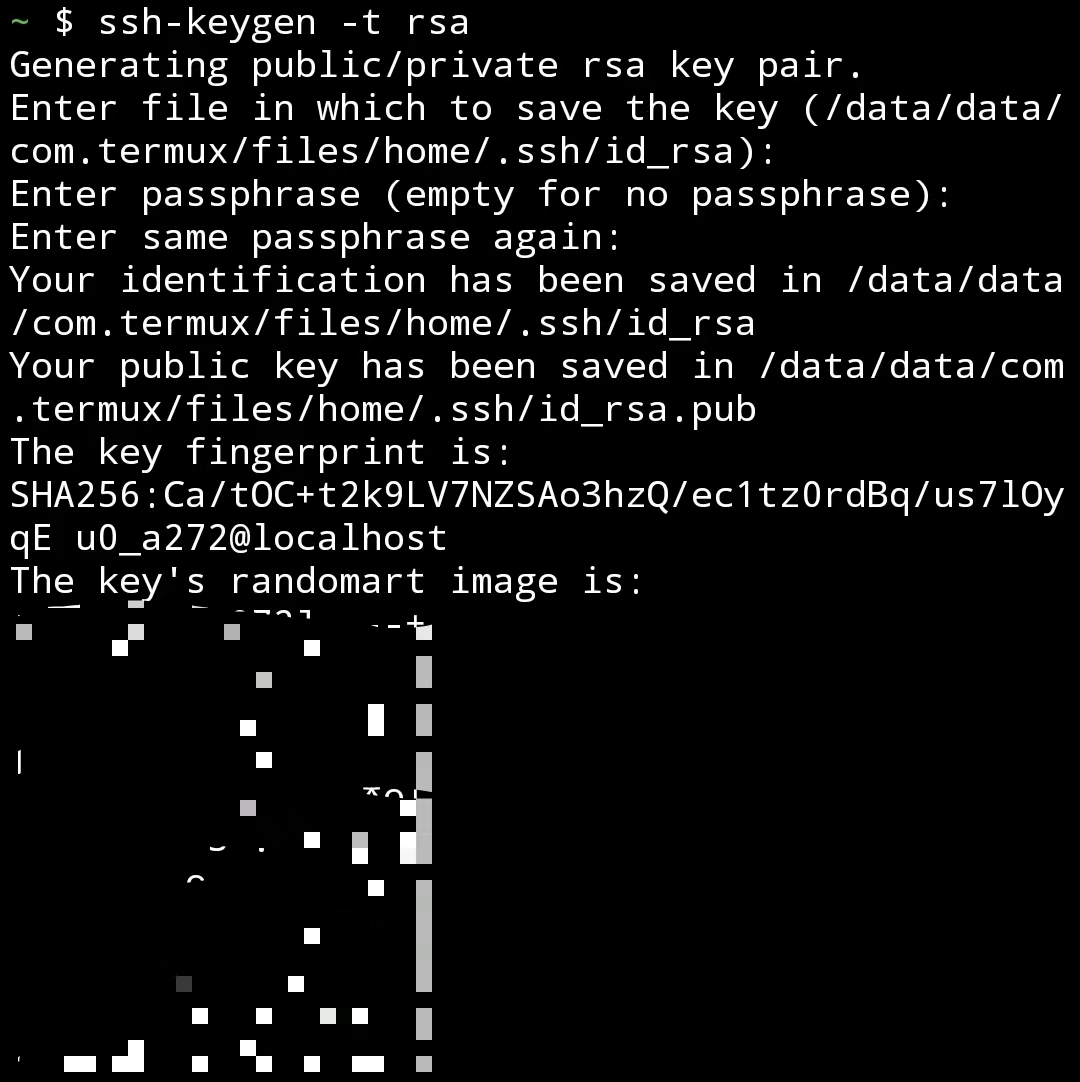 ~ $ ssh-keygen -t rsa
Generating public/private rsa key pair.
Enter file in which to save the key (/data/data/
com.termux/files/home/.ssh/id_rsa):
Enter passphrase (empty for no passphrase):
Enter same passphrase again:
Your identification has been saved in /data/data
/com.termux/files/home/.ssh/id_rsa
Your public key has been saved in /data/data/com
.termux/files/home/.ssh/id_rsa.pub
The key fingerprint is:
SHA256:Ca/tOC+t2k9LV7NZSAo3hzQ/ec1tz0rdBq/us7lOy
qE u0_a272@localhost
The key's randomart image is: